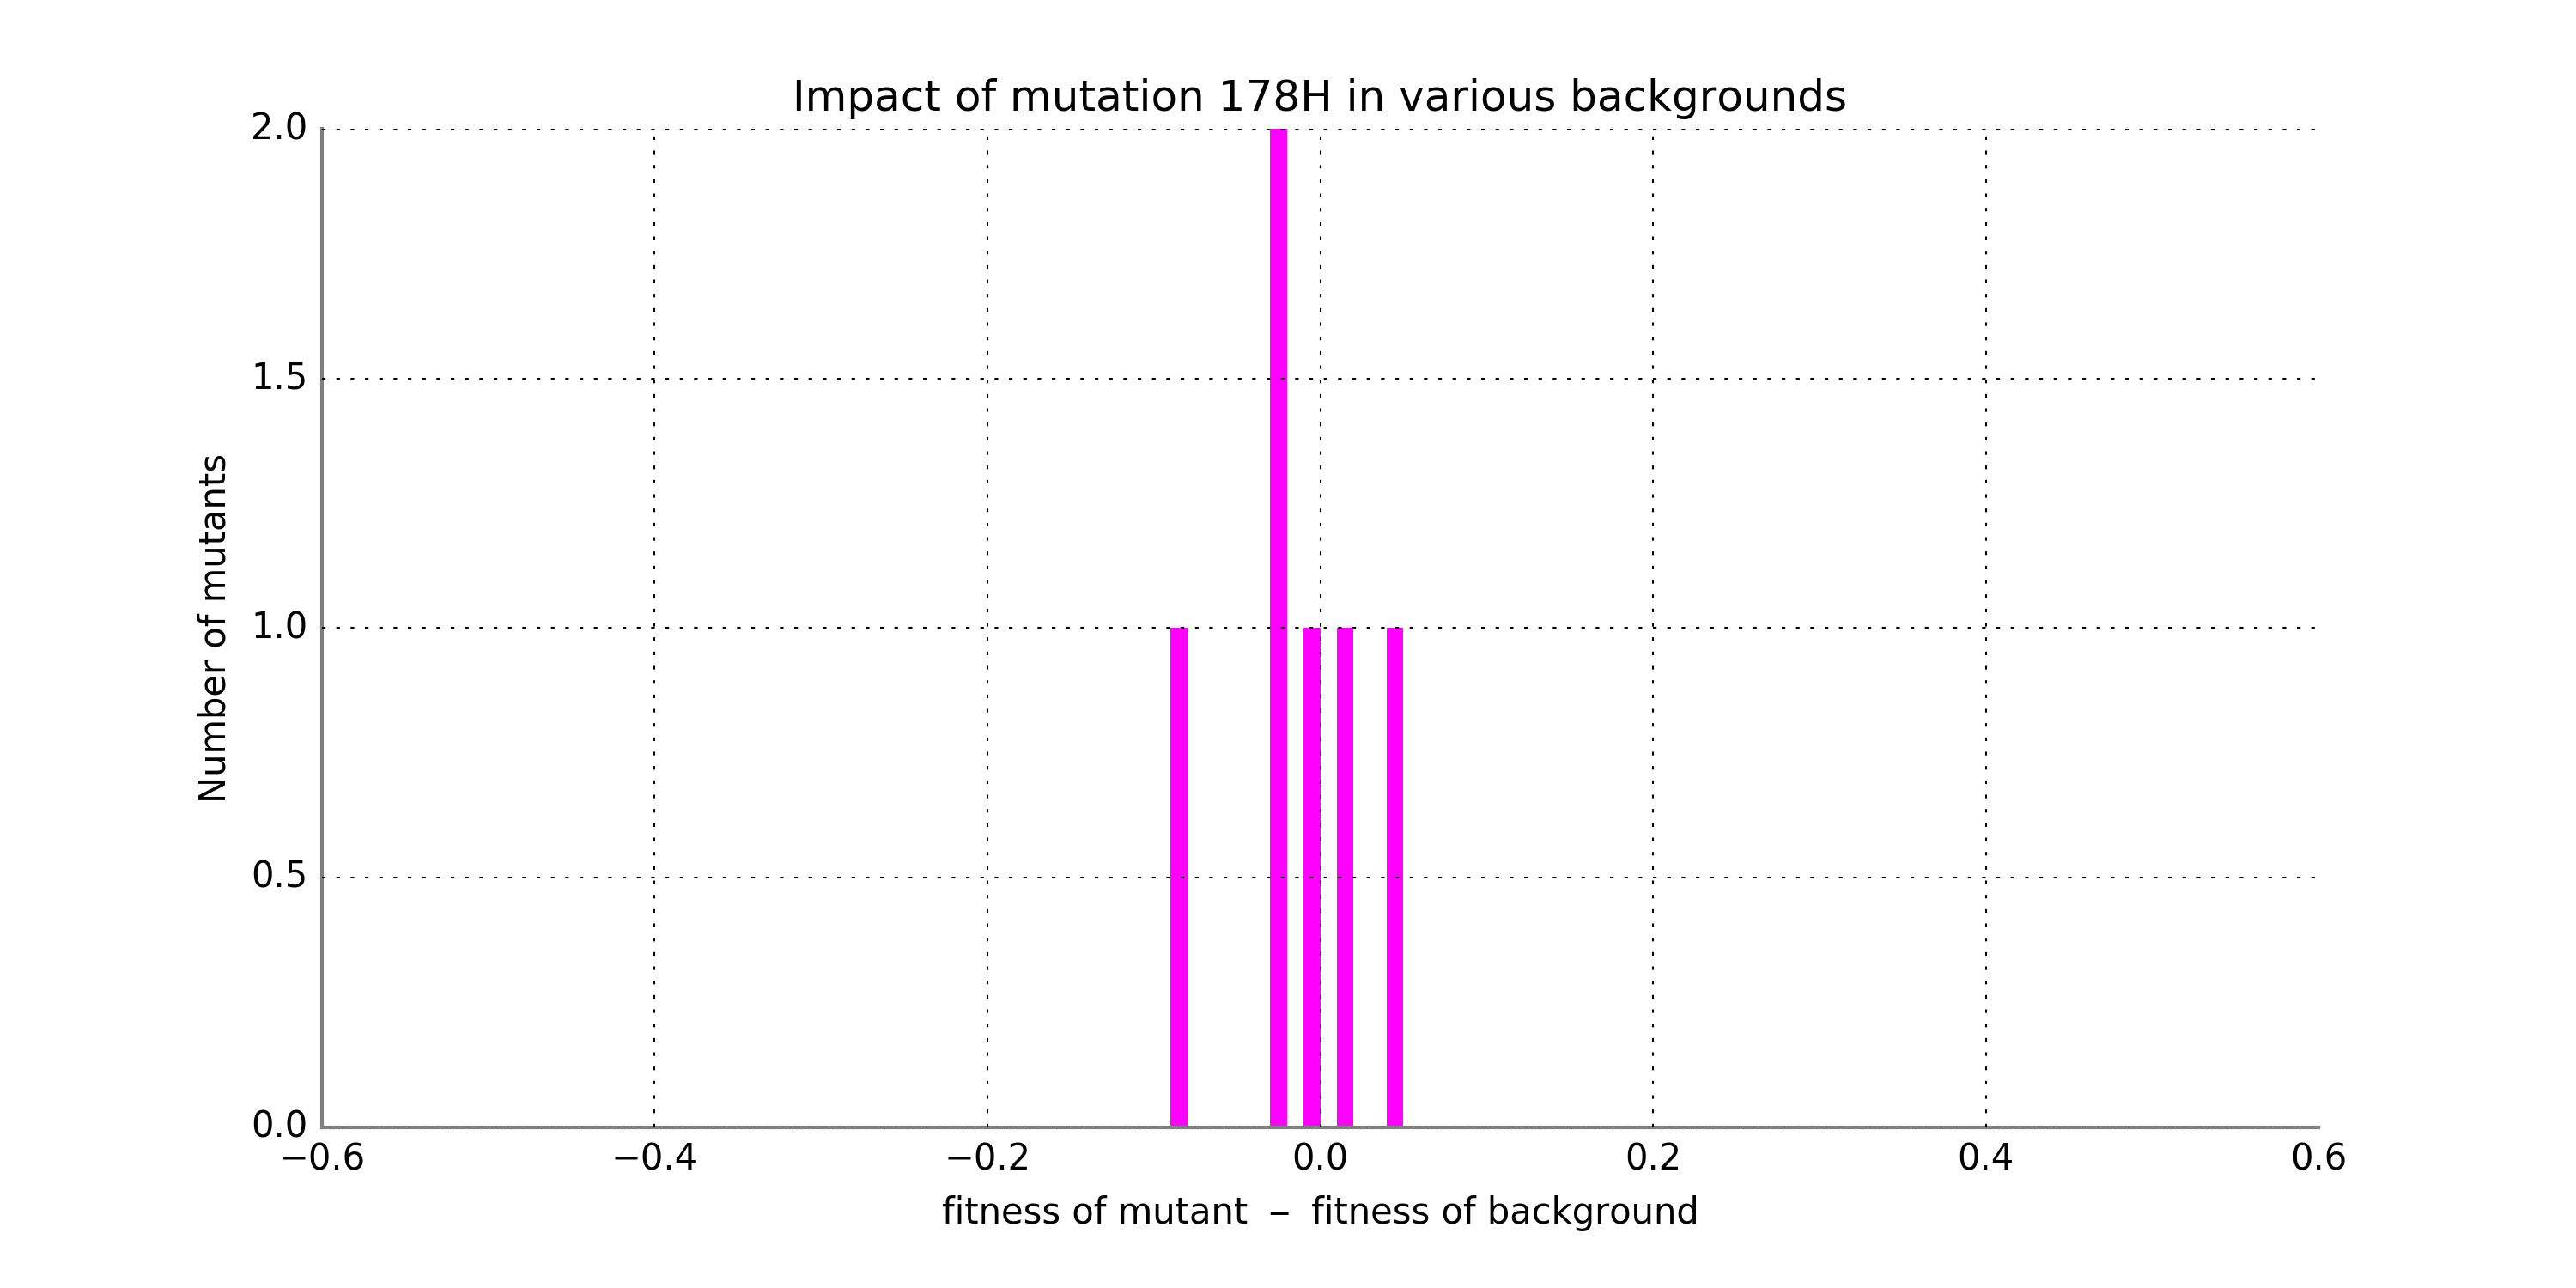 Impact of mutation 178H in various backgrounds
2.0
1.5
1.0
0.5
0.0
Number of mutants
−0.6 −0.4 −0.2 0.0 0.2 0.4 0.6
fitness of mutant − fitness of background